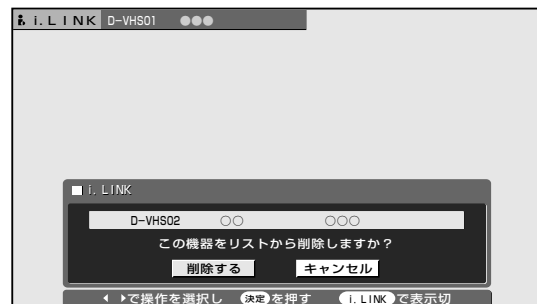 i.LINK D-VHS01 ●●●
i.LINK
D-VHS02 ○○ ○○○
この機器をリストから削除しますか？
削除する キャンセル
で操作を選択し 決定を押す i.LINKで表示切